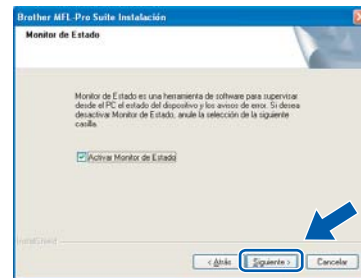 Brother MFL-Pro Suite Instalación
Monitor de Estado
Monitor de Estado es una herramienta de software para supervisar
desde el PC el estado del dispositivo y los avisos de error. Si desea
desactivar Monitor de Estado, anule la selección de la siguiente
casilla.
Activar Monitor de Estado
InstallShield
< Atrás
Siguiente >
Cancelar